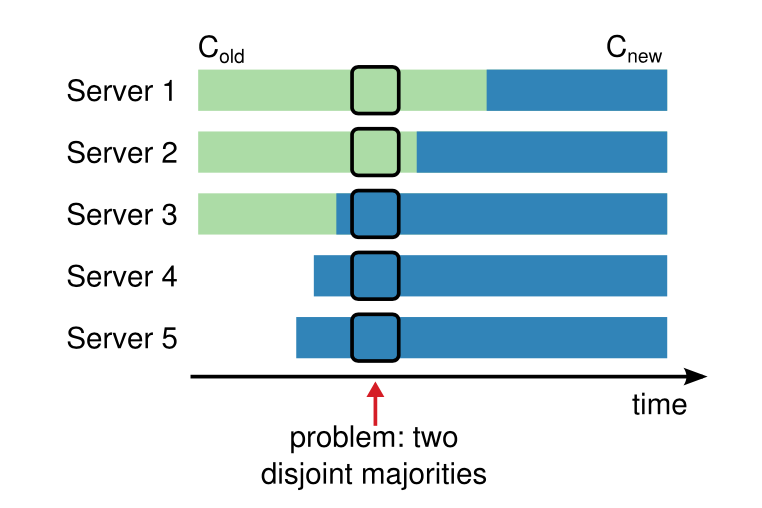 Cold
Cnew
Server 1
Server 2
Server 3
Server 4
Server 5
time
problem: two
disjoint majorities